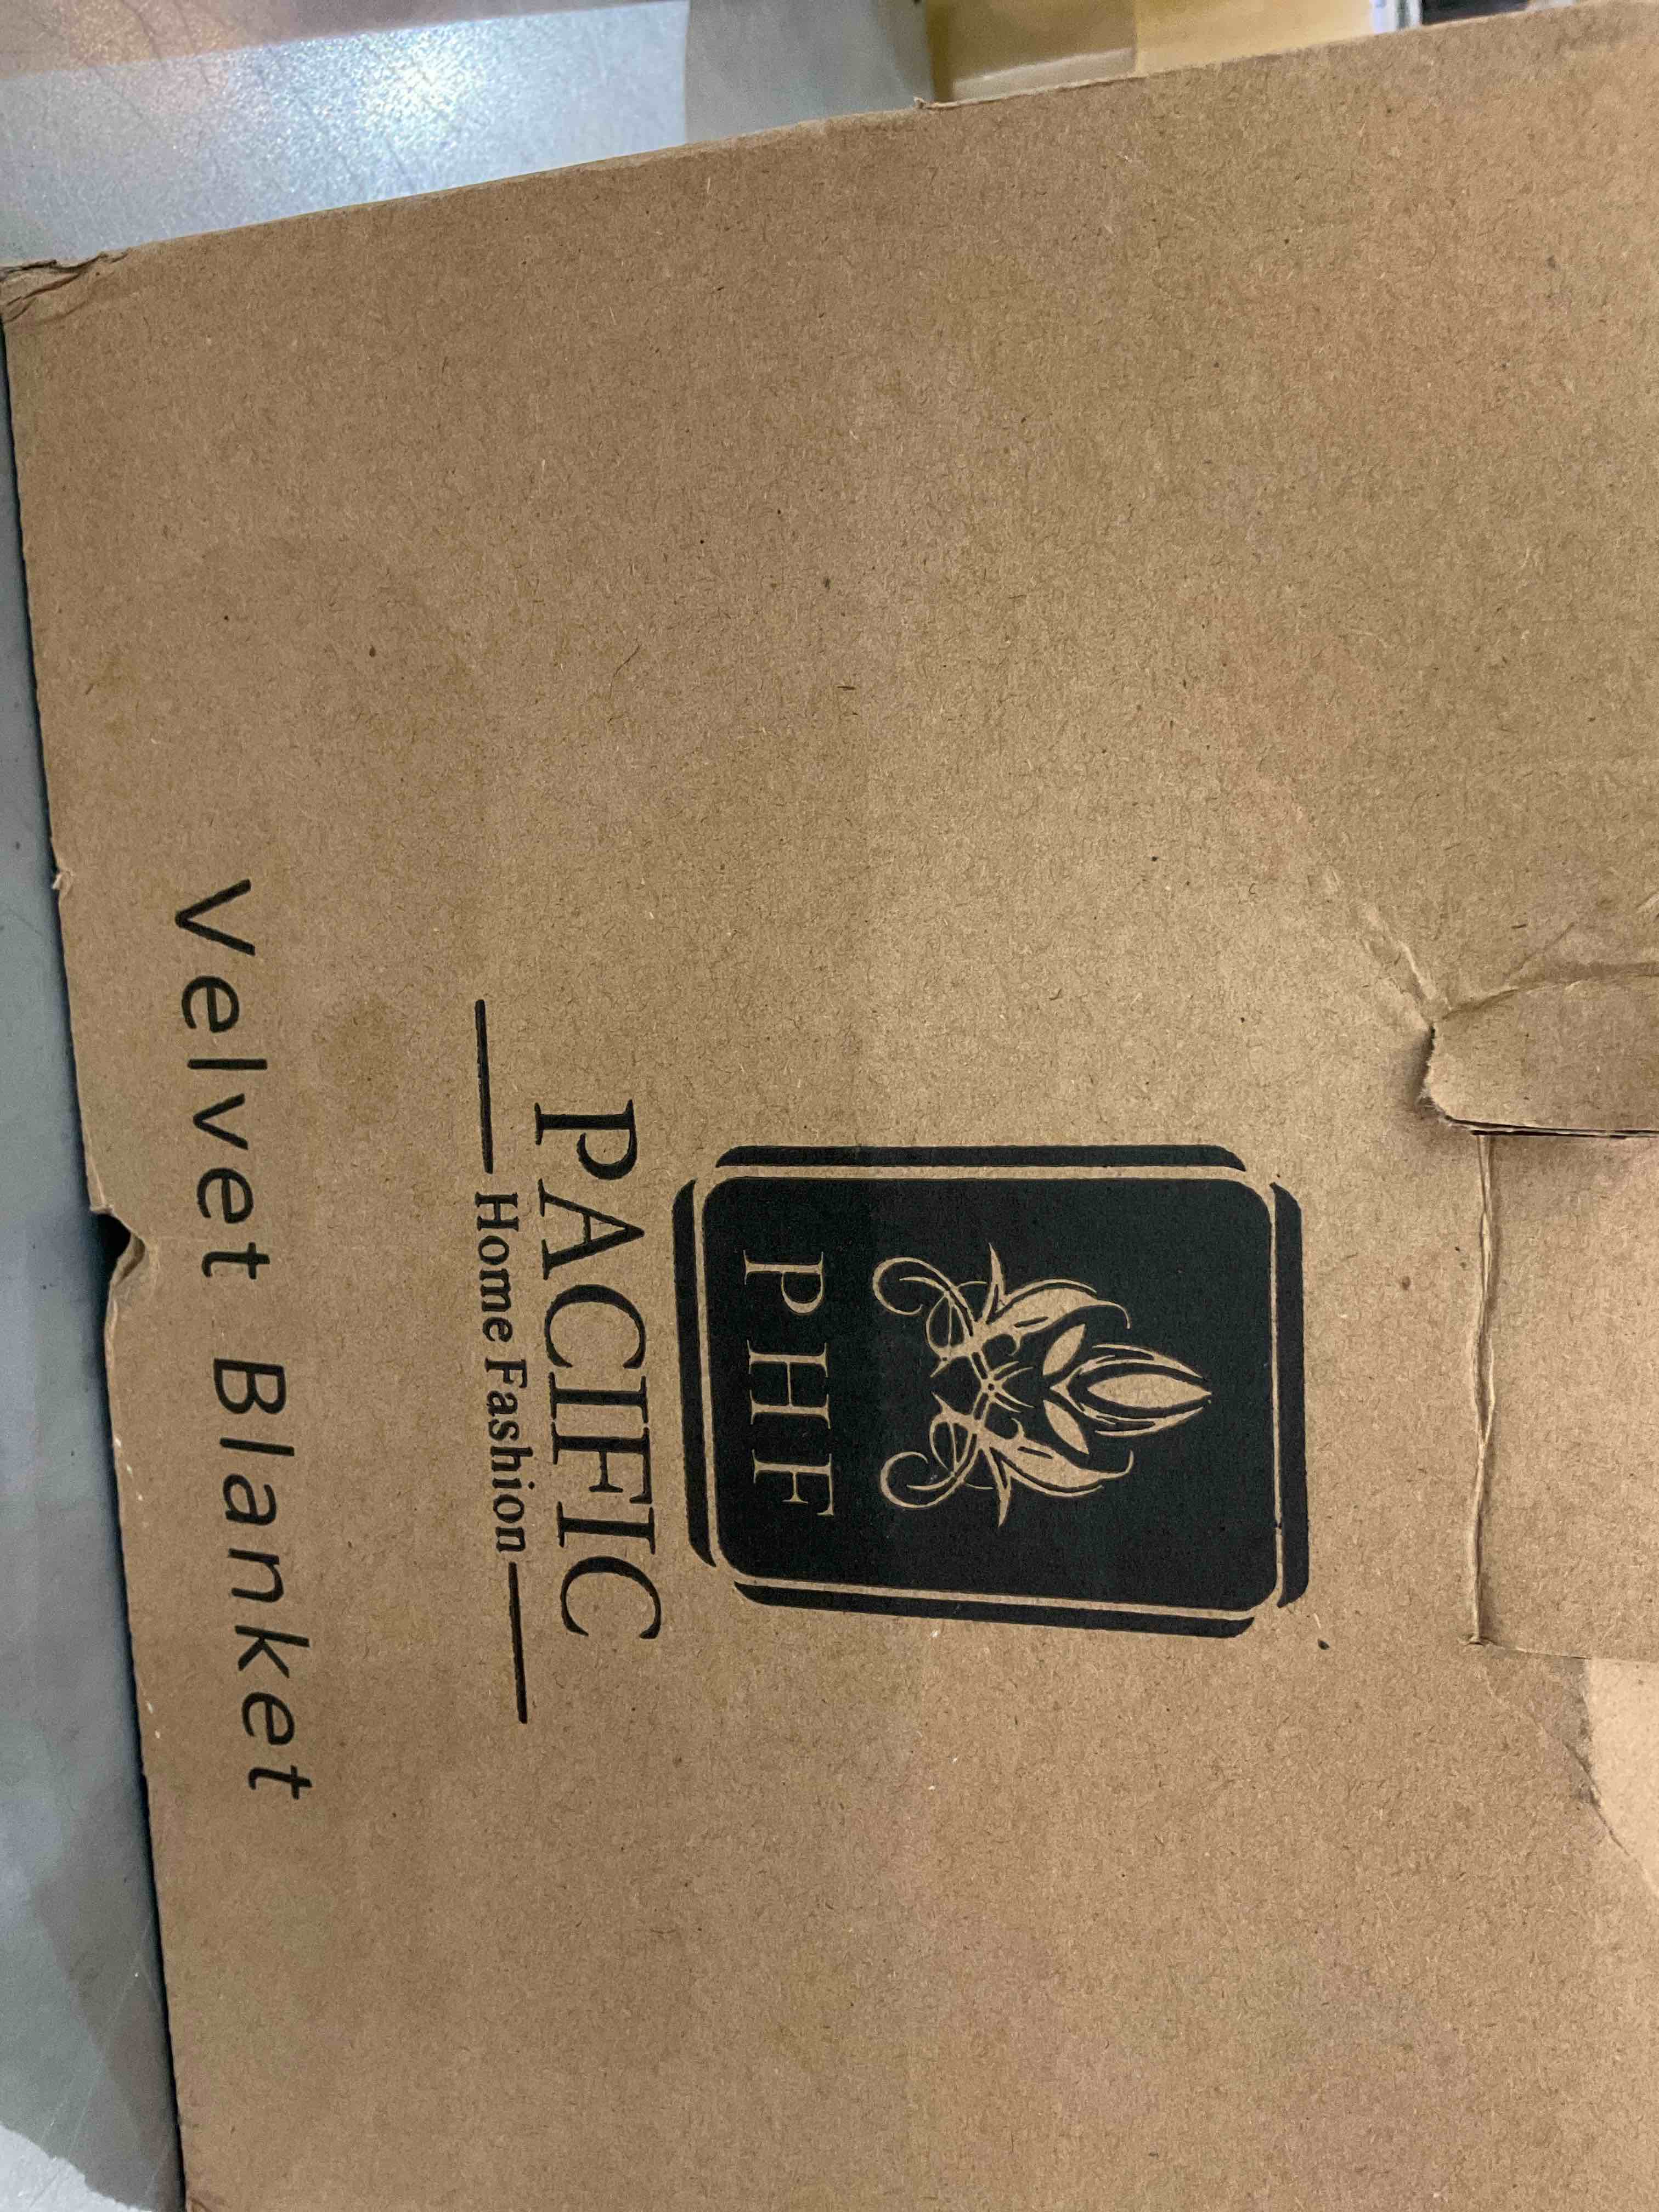 PHF
PACIFIC
Home Fashion
Velvet Blanket